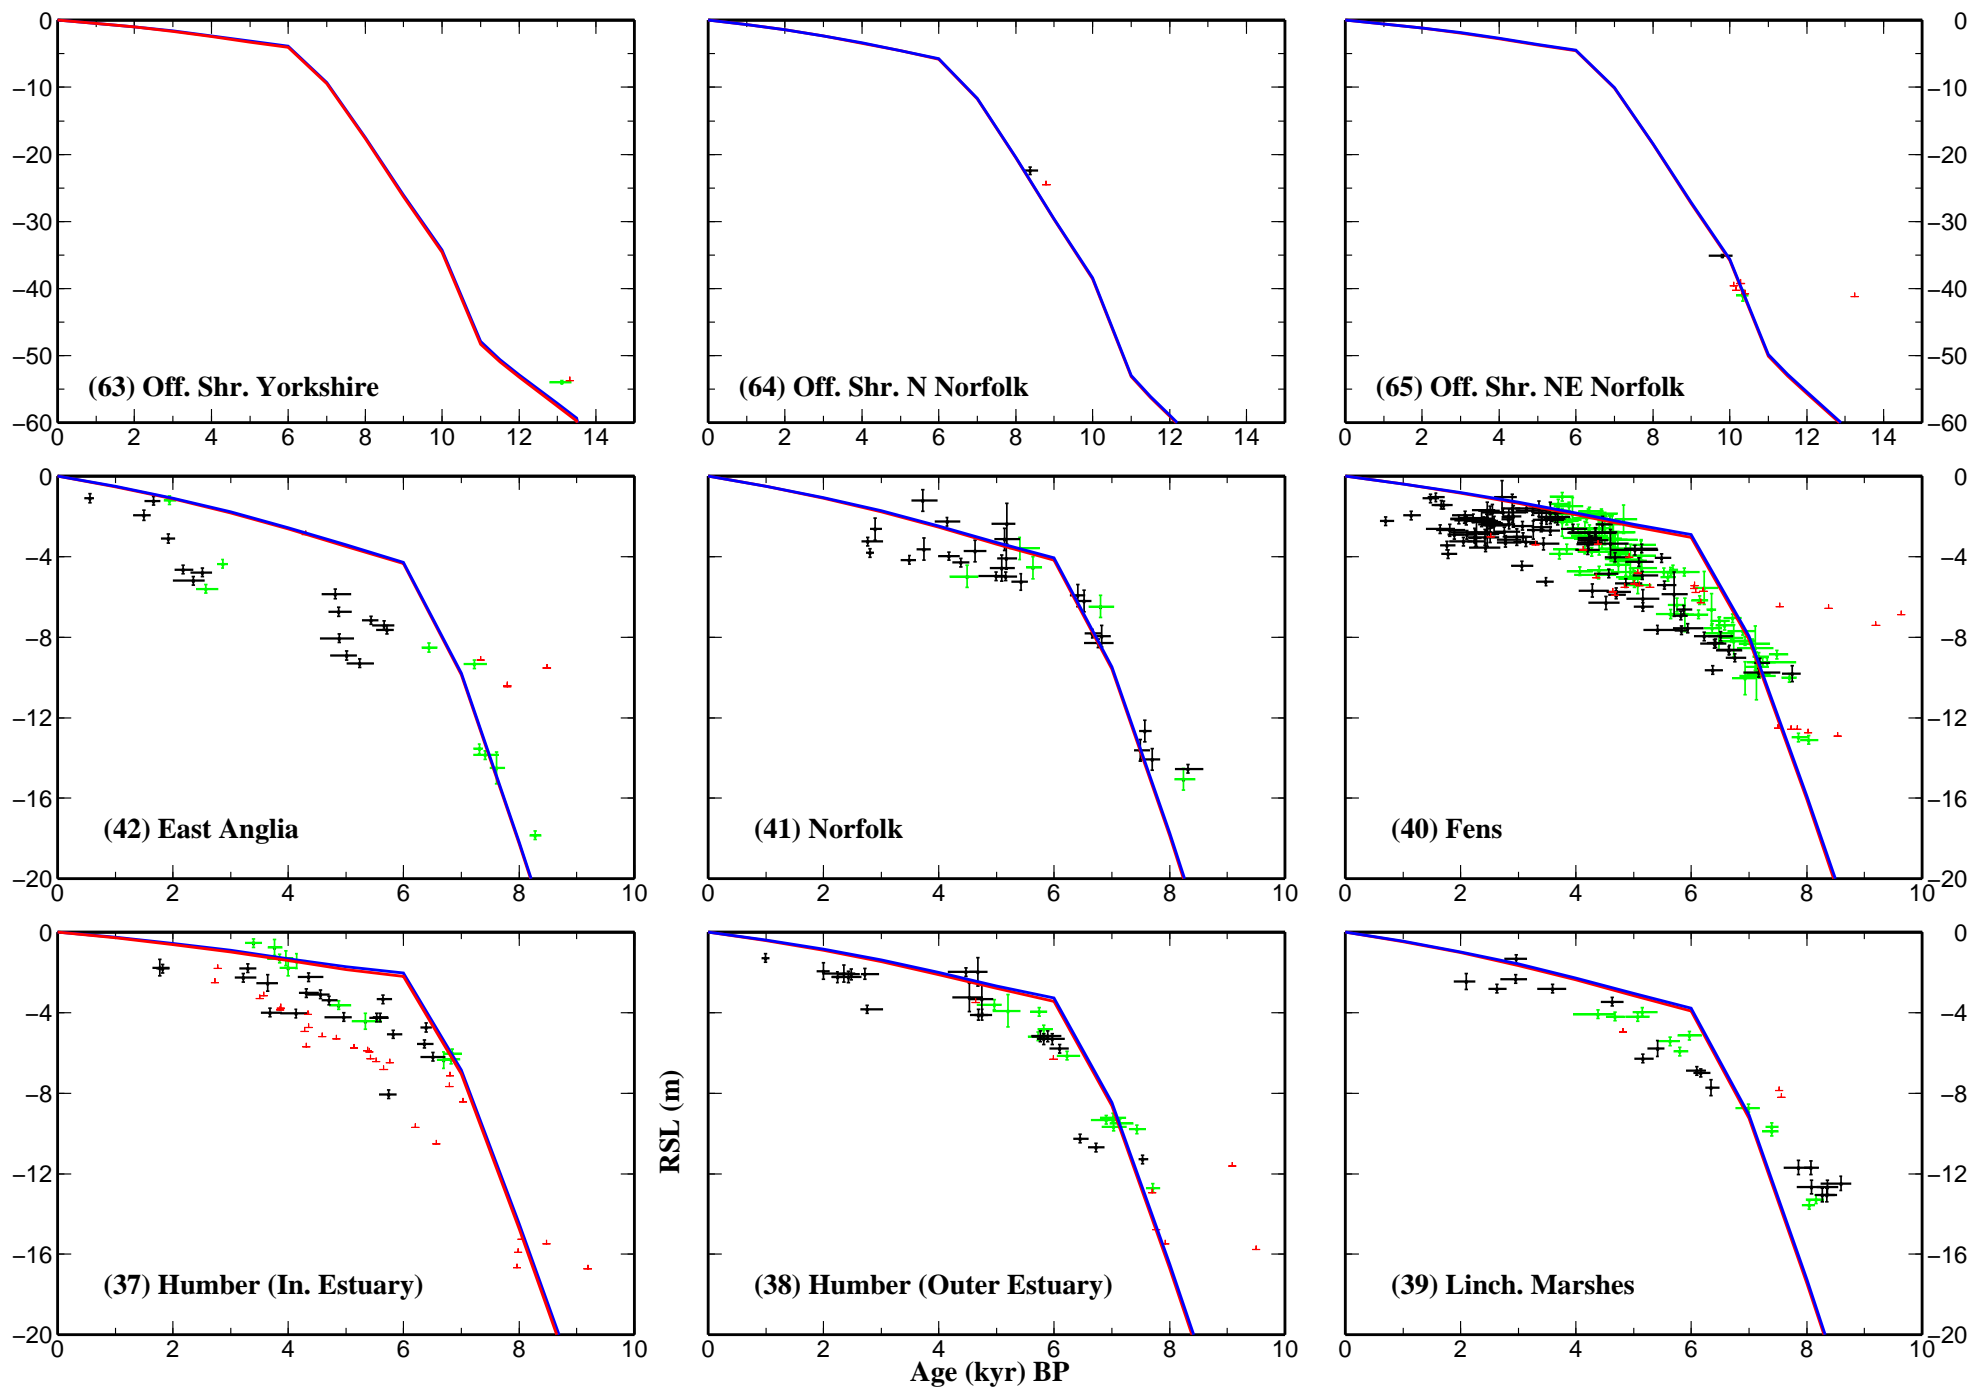 0
−10
−20
−30
−40
−50
−60
0 2 4 6 8 10 12 14
(63) Off. Shr. Yorkshire
0 2 4 6 8 10 12 14
(64) Off. Shr. N Norfolk
0
−10
−20
−30
−40
−50
−60
0 2 4 6 8 10 12 14
(65) Off. Shr. NE Norfolk
0
−4
−8
−12
−16
−20
0 2 4 6 8 10
(42) East Anglia
0 2 4 6 8 10
(41) Norfolk
0
−4
−8
−12
−16
−20
0 2 4 6 8 10
(40) Fens
0
−4
−8
−12
−16
−20
0 2 4 6 8 10
(37) Humber (In. Estuary)
RSL (m)
0 2 4 6 8 10
(38) Humber (Outer Estuary)
Age (kyr) BP
0
−4
−8
−12
−16
−20
0 2 4 6 8 10
(39) Linch. Marshes